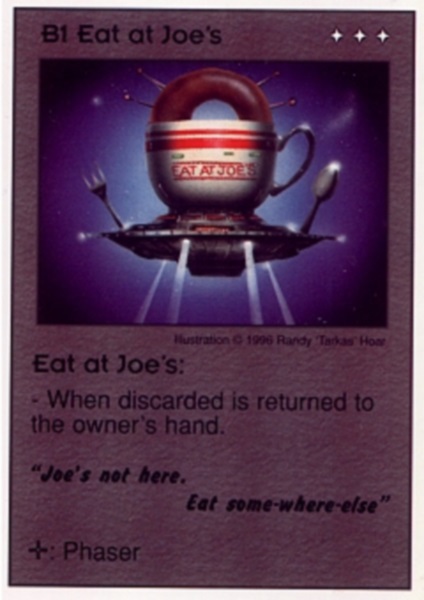 B1 Eat at Joe's
EAT AT JOE'S
Illustration © 1996 Randy 'Tarkas' Hoar
Eat at Joe's:
- When discarded is returned to
the owner's hand.
"Joe's not here.
Eat some-where-else"
: Phaser